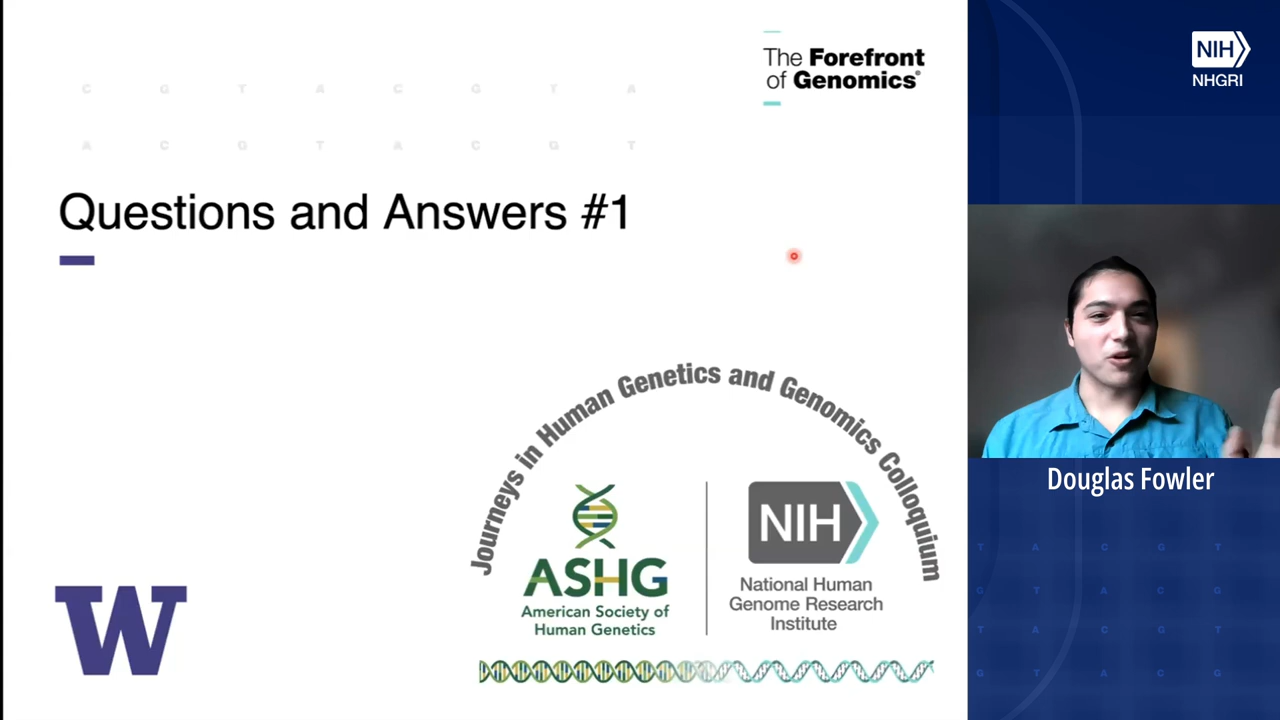 The Forefront
of Genomics®
NIH
NHGRI
C G T A C G T A
A C G T A C G T
Questions and Answers #1
Journeys in Human Genetics and Genomics Colloquium
ASHG
American Society of
Human Genetics
NIH
National Human
Genome Research
Institute
W
Douglas Fowler
T A C G T
G T A C G
T A C G T
G T A C G